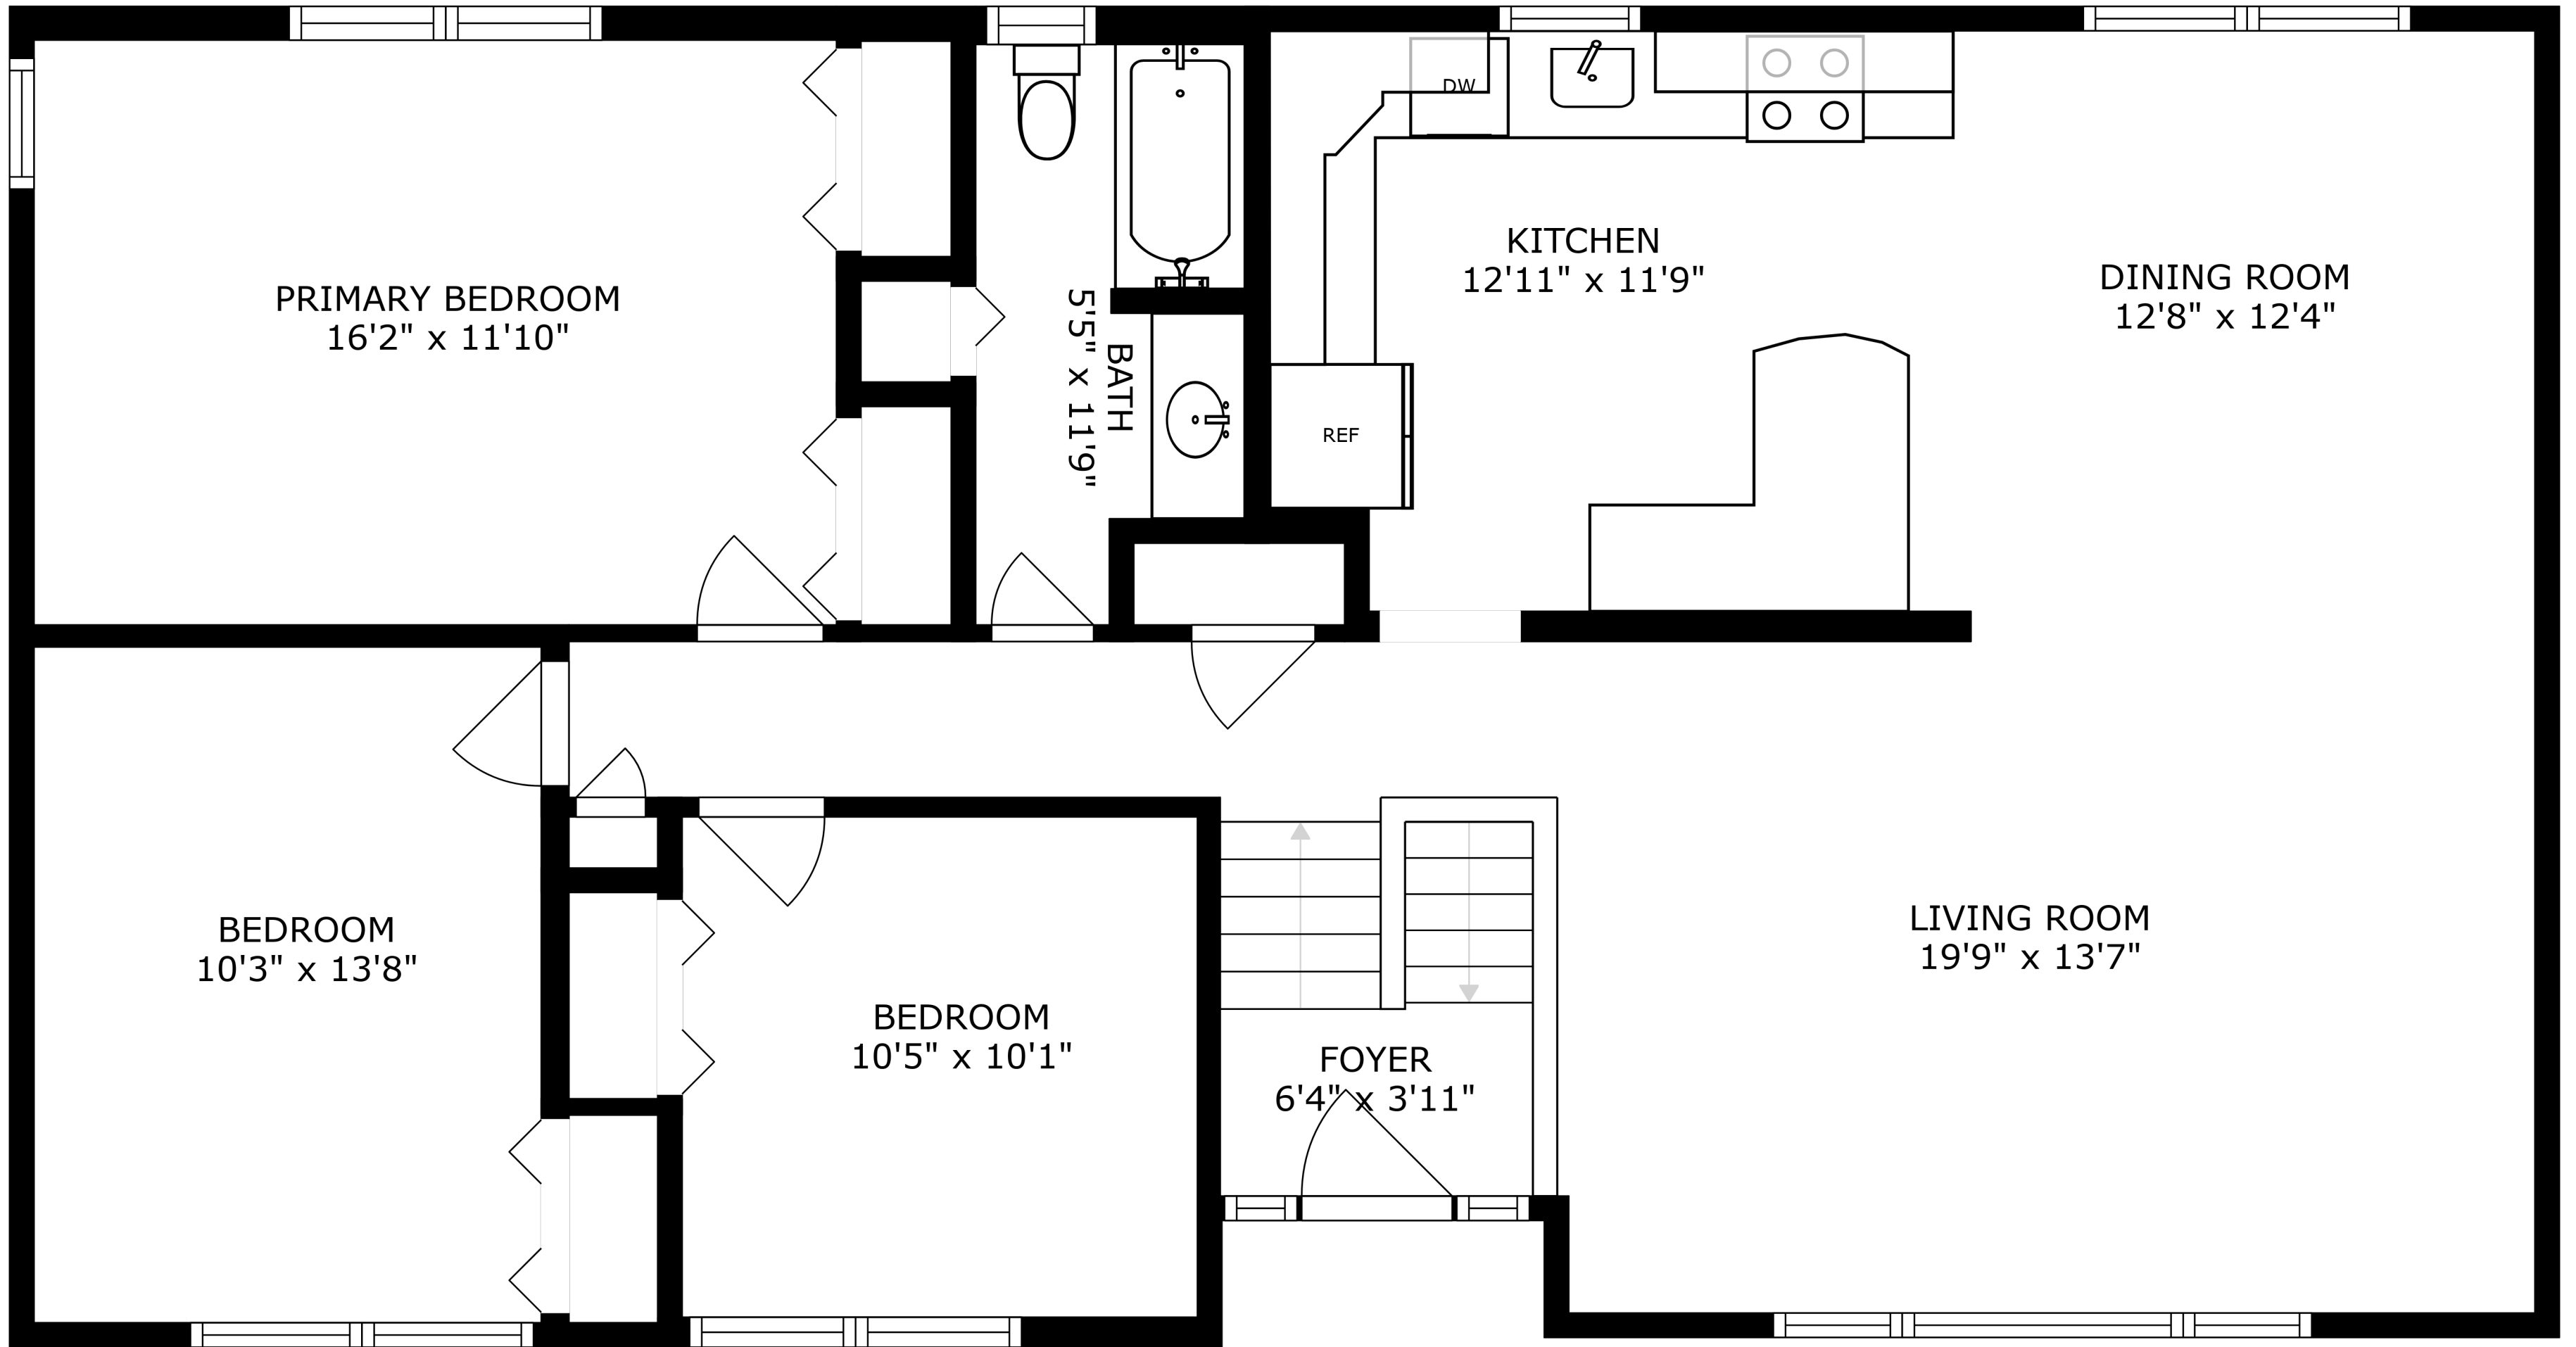 DW
KITCHEN
12'11" x 11'9"
DINING ROOM
12'8" x 12'4"
PRIMARY BEDROOM
16'2" x 11'10"
BATH
5'5" x 11'9"
REF
BEDROOM
10'3" x 13'8"
LIVING ROOM
19'9" x 13'7"
BEDROOM
10'5" x 10'1"
FOYER
6'4" x 3'11"